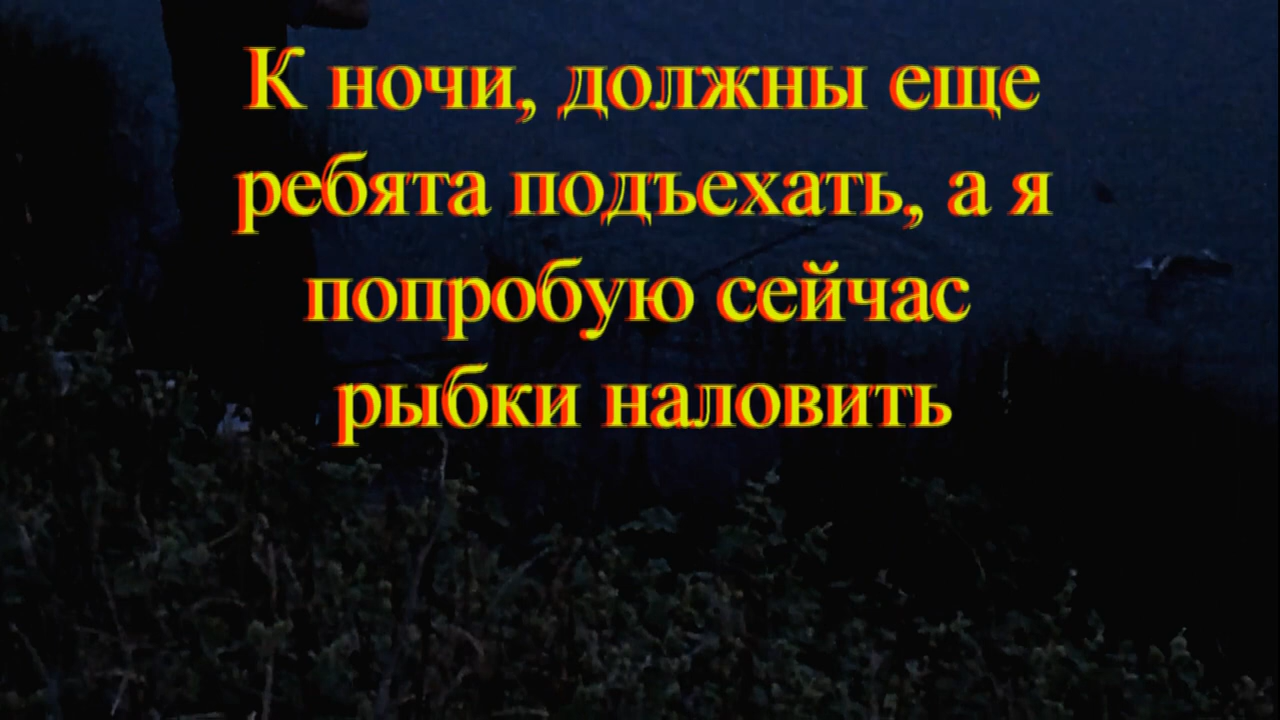 К ночи, должны еще
ребята подъехать, а я
попробую сейчас
рыбки наловить